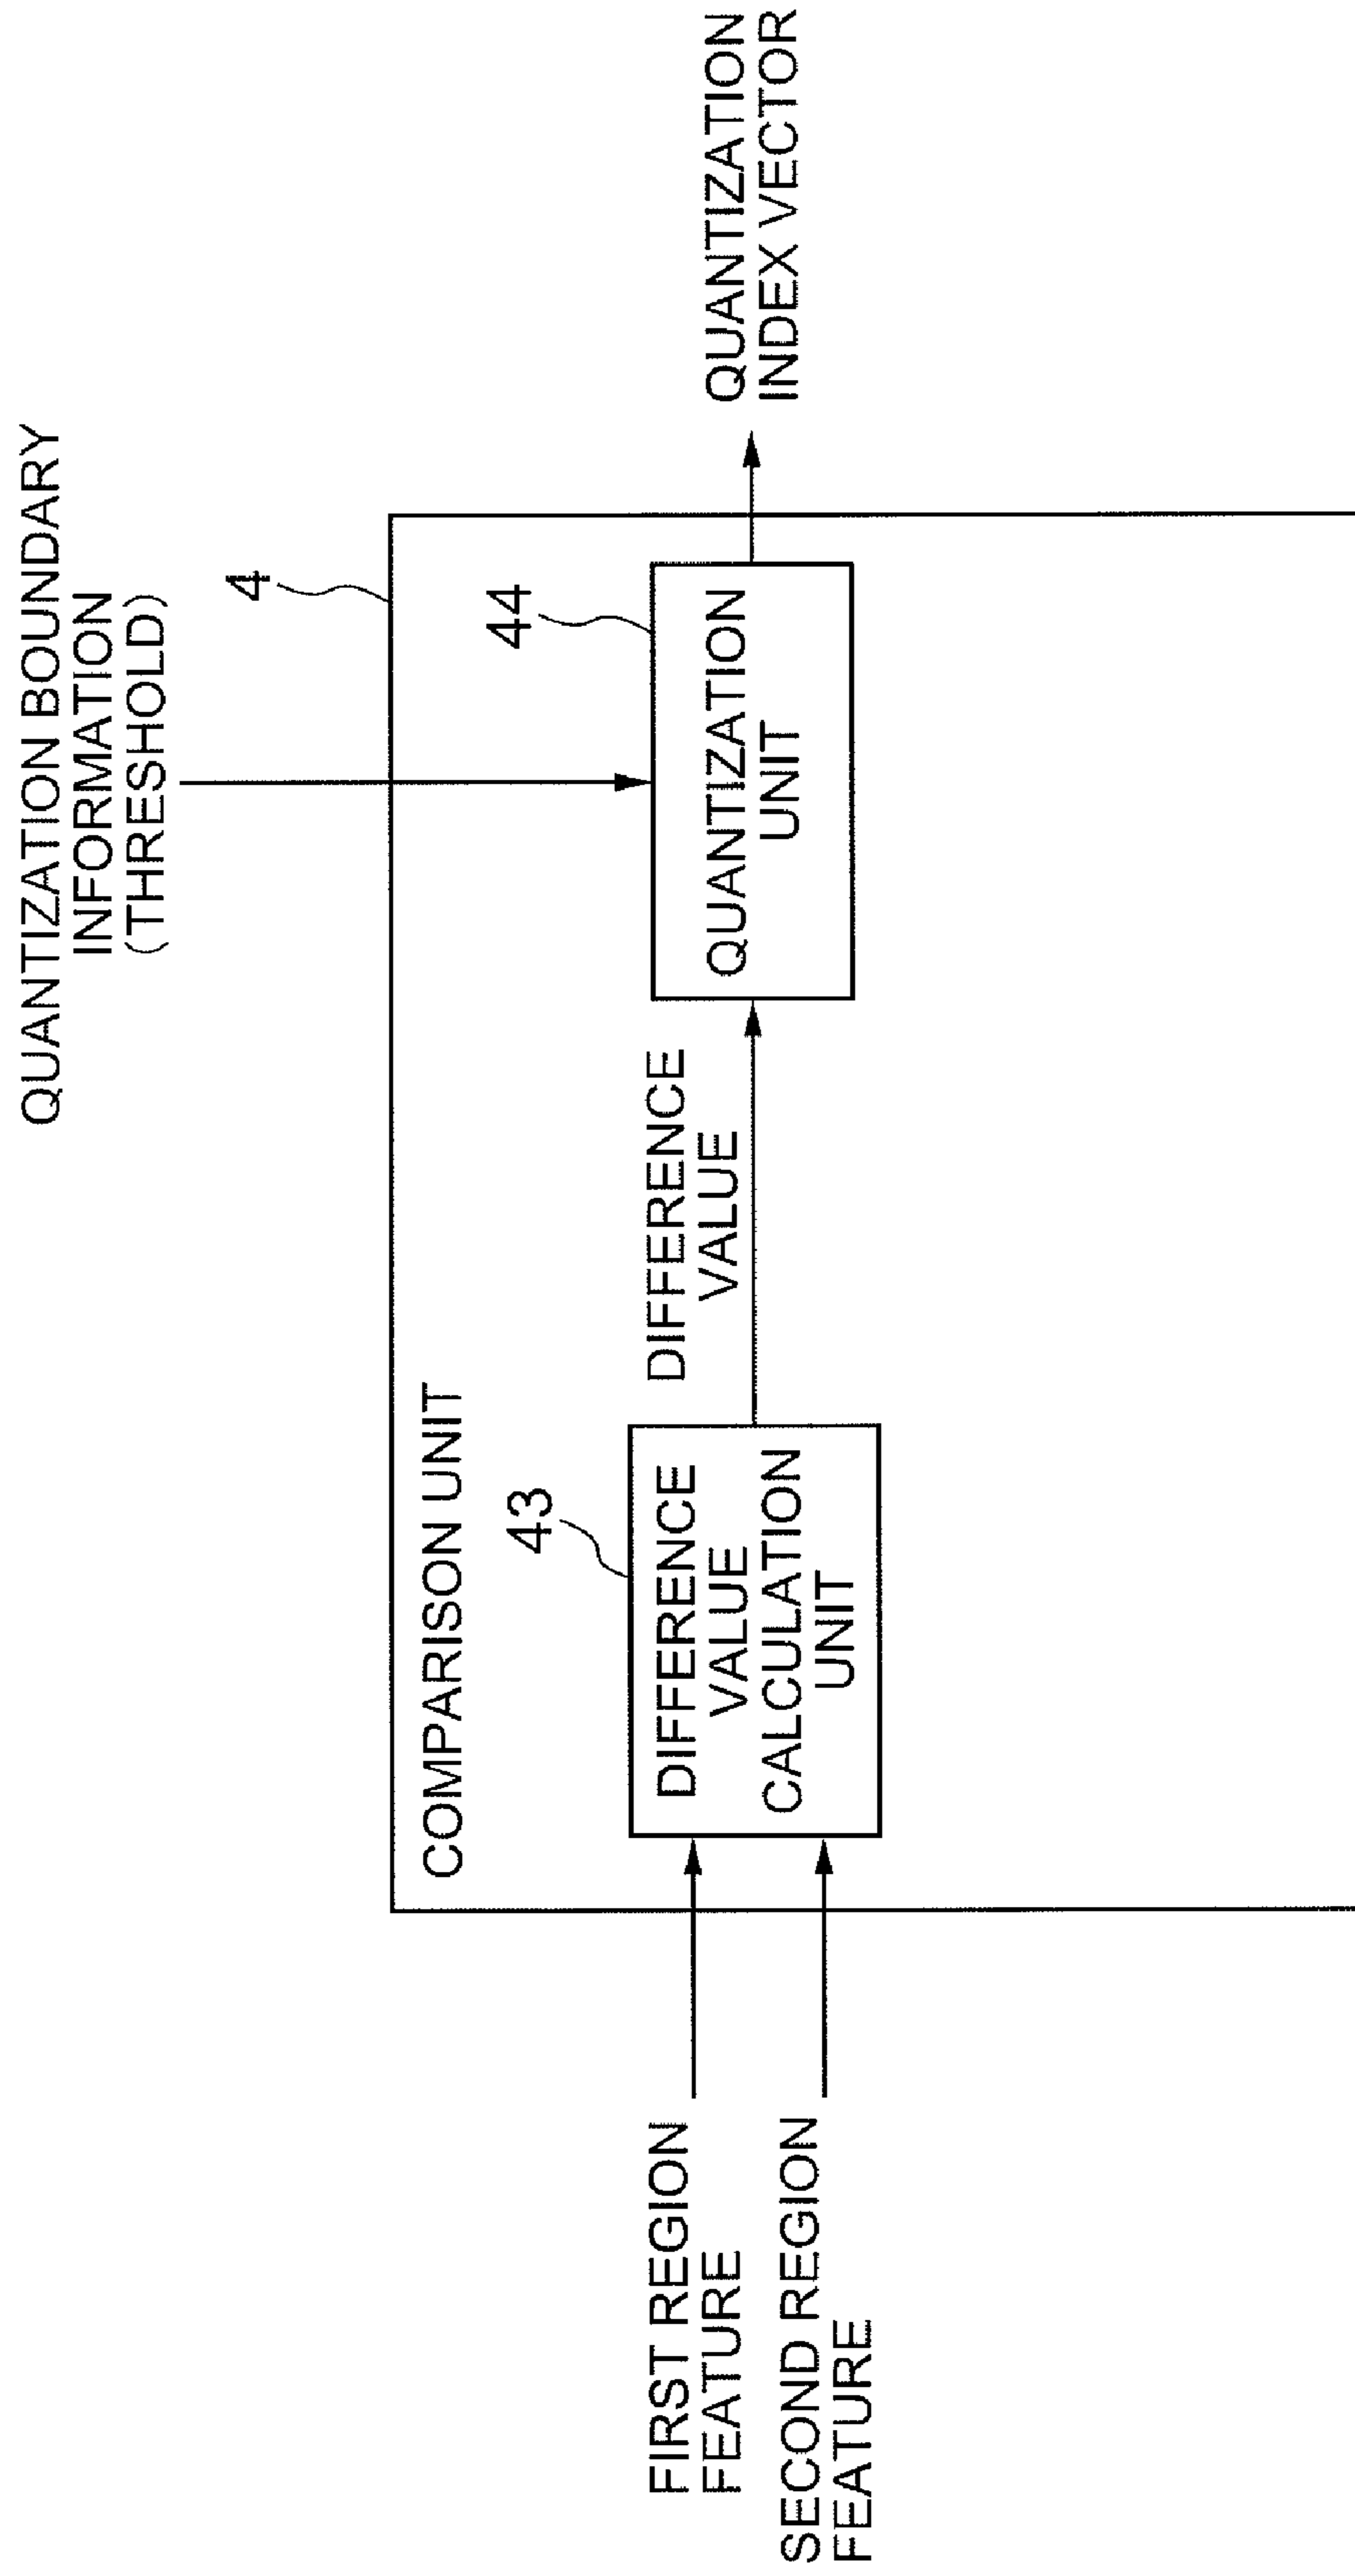 QUANTIZATION BOUNDARY
INFORMATION
(THRESHOLD)
4
COMPARISON UNIT
FIRST REGION
FEATURE
SECOND REGION
FEATURE
43
DIFFERENCE
VALUE
CALCULATION
UNIT
DIFFERENCE
VALUE
44
QUANTIZATION
UNIT
QUANTIZATION
INDEX VECTOR